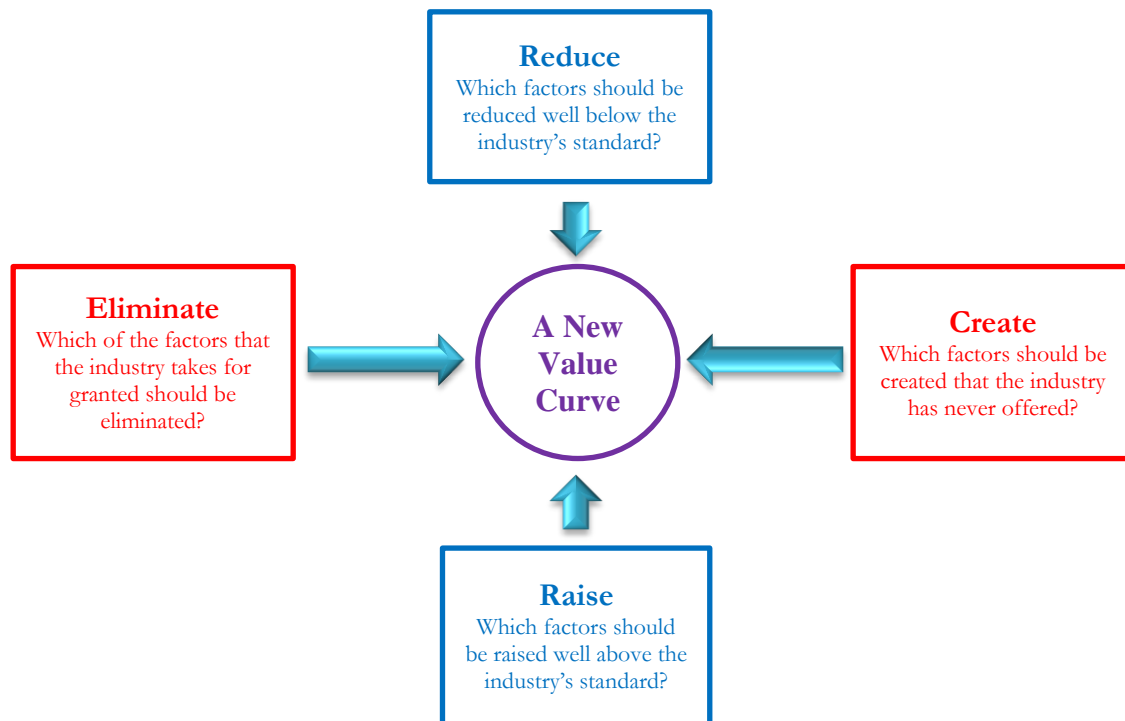 Reduce
Which factors should be
reduced well below the
industry’s standard?
Eliminate
Which of the factors that
the industry takes for
granted should be
eliminated?
A New
Value
Curve
Create
Which factors should be
created that the industry
has never offered?
Raise
Which factors should
be raised well above the
industry’s standard?